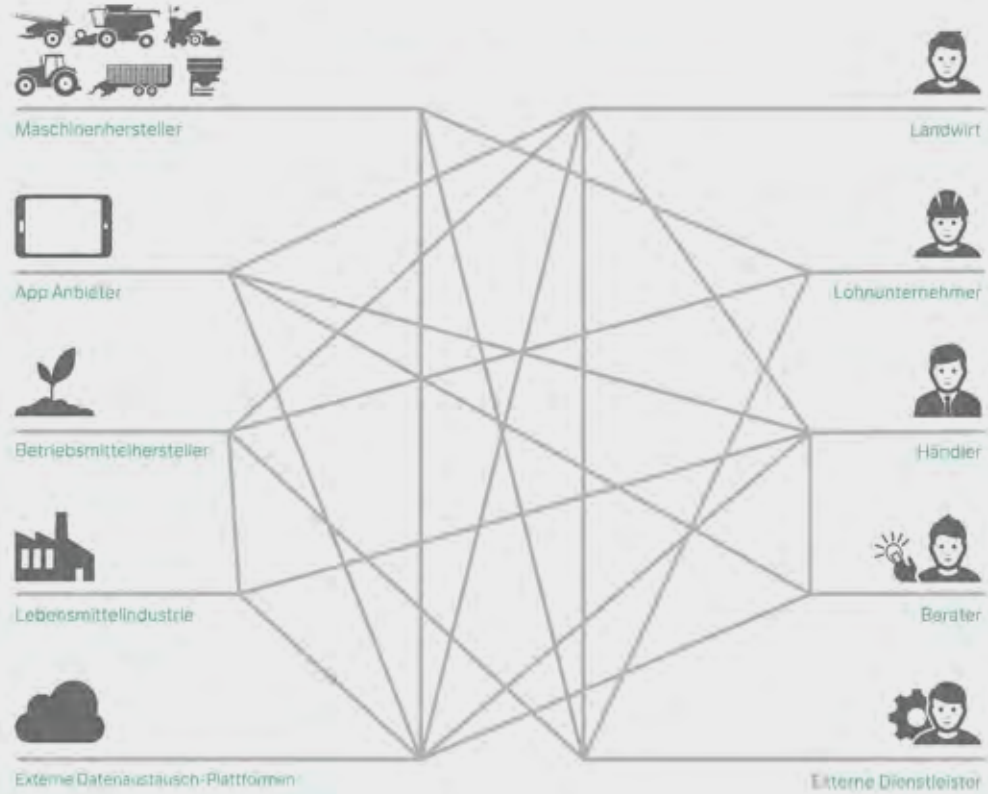 Maschinenhersteller
Landwirt
App Anbieter
Lohnunternehmer
Betriebsmittelhersteller
Händler
Lebensmittelindustrie
Berater
Externe Datenaustausch-Plattformen
Externe Dienstleister